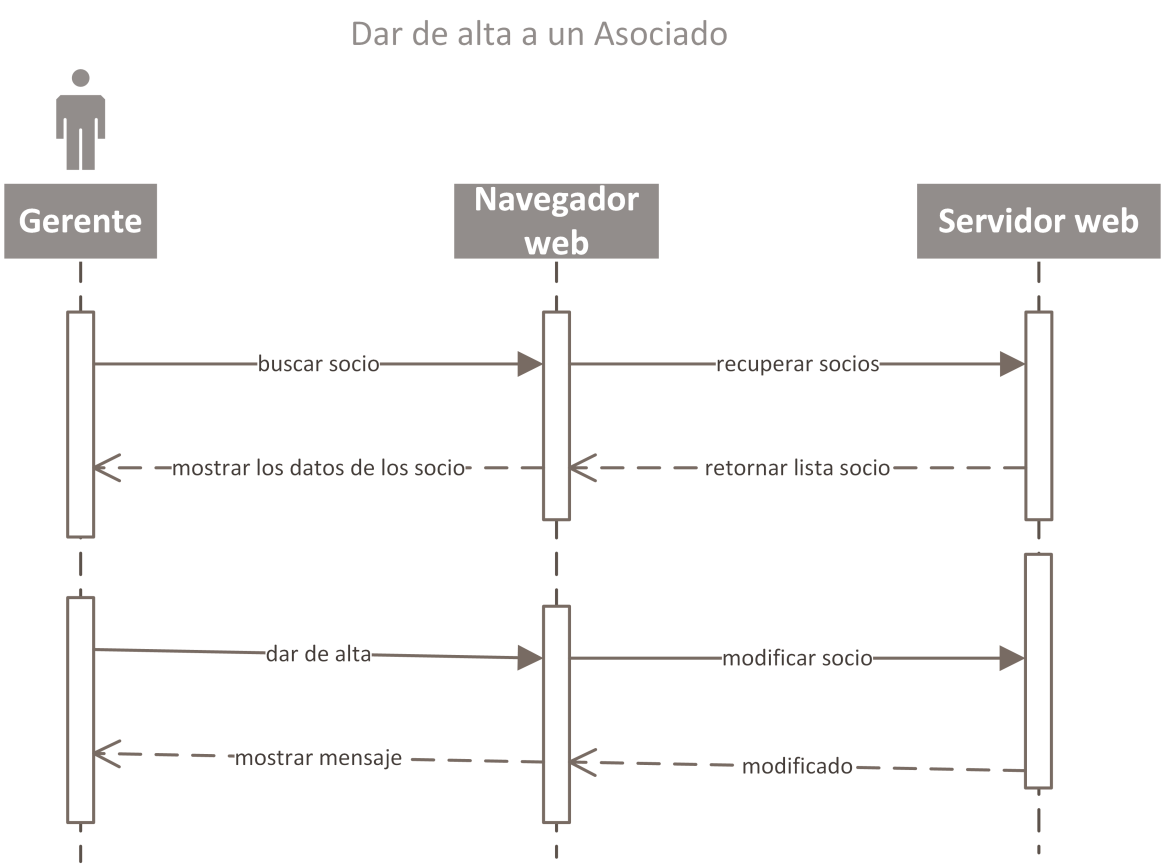 Dar de alta a un Asociado
Gerente
Navegador
web
Servidor web
buscar socio
recuperar socios
mostrar los datos de los socio
retornar lista socio
dar de alta
modificar socio
mostrar mensaje
modificado